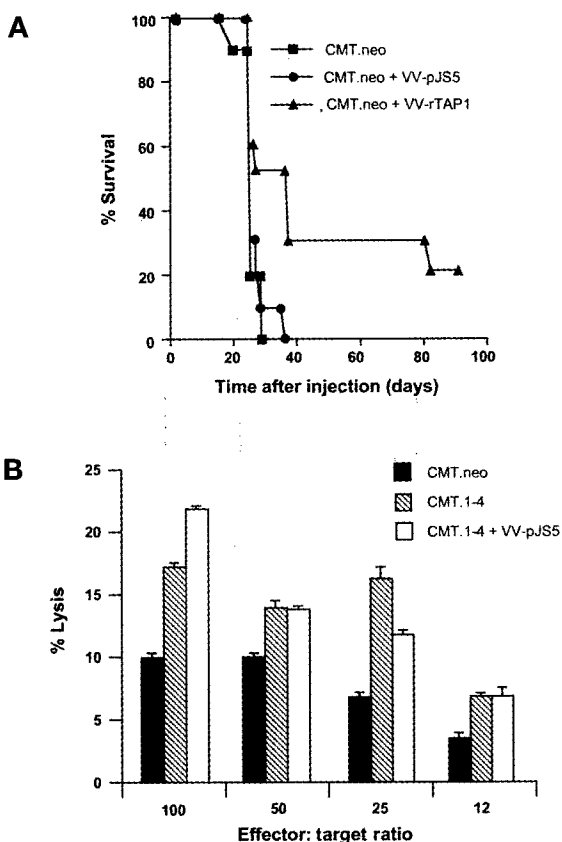 A
100
80
60
40
20
0
% Survival
CMT.neo
CMT.neo + VV-pJS5
CMT.neo + VV-rTAP1
0 20 40 60 80 100
Time after injection (days)
B
25
20
15
10
5
0
% Lysis
CMT.neo
CMT.1-4
CMT.1-4 + VV-pJS5
100 50 25 12
Effector: target ratio